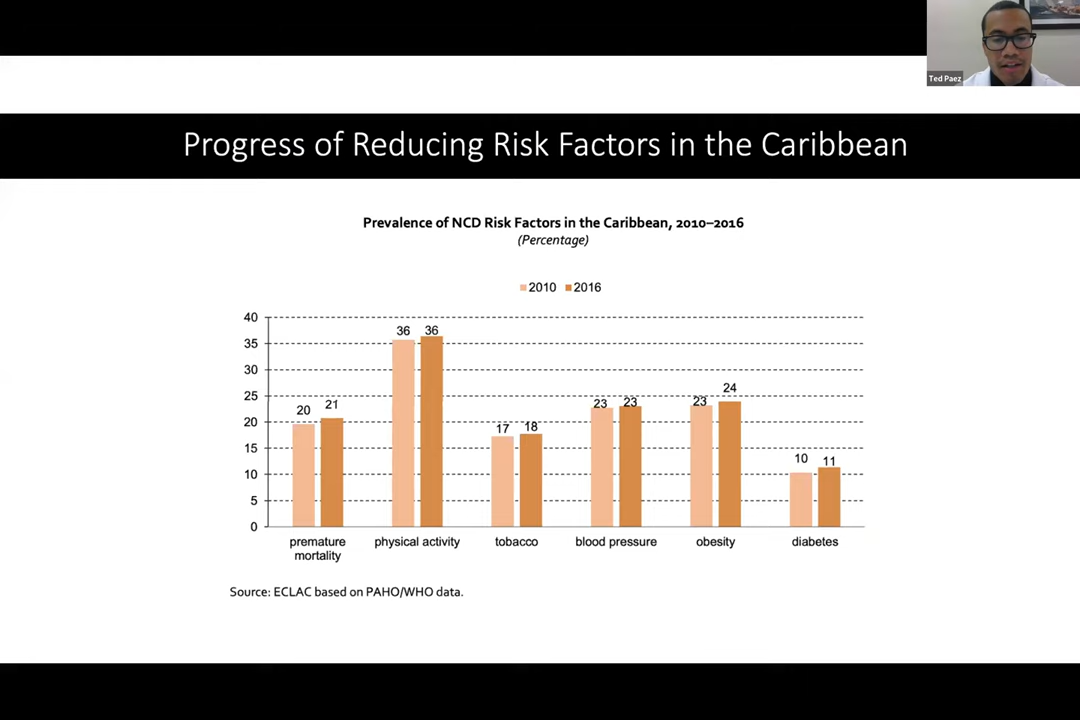 Ted Paez
Progress of Reducing Risk Factors in the Caribbean
Prevalence of NCD Risk Factors in the Caribbean, 2010–2016
(Percentage)
2010 2016
40
35
30
25
20
15
10
5
0
20 21
36 36
17 18
23 23
23 24
10 11
premature mortality
physical activity
tobacco
blood pressure
obesity
diabetes
Source: ECLAC based on PAHO/WHO data.